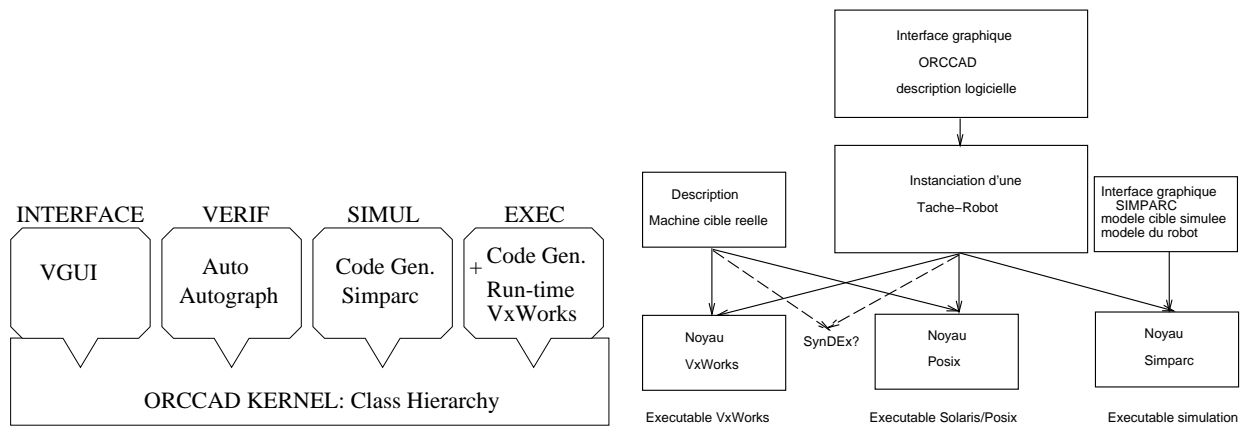 INTERFACE
VERIF
SIMUL
EXEC
VGUI
Auto
Autograph
Code Gen.
Simparc
+ Code Gen.
Run-time
VxWorks
ORCCAD KERNEL: Class Hierarchy
Interface graphique
ORCCAD
description logicielle
Instanciation d'une
Tache–Robot
Description
Machine cible reelle
Interface graphique
SIMPARC
modele cible simulee
modele du robot
Noyau
VxWorks
SynDEx?
Noyau
Posix
Noyau
Simparc
Executable VxWorks
Executable Solaris/Posix
Executable simulation